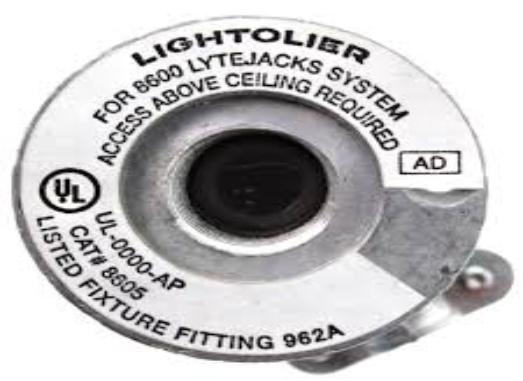 LIGHTOLIER
FOR 8600 LYTEJACKS SYSTEM
ACCESS ABOVE CEILING REQUIRED
AD
UL
UL-0000-AP
CAT# 8605
LISTED FIXTURE FITTING 962A